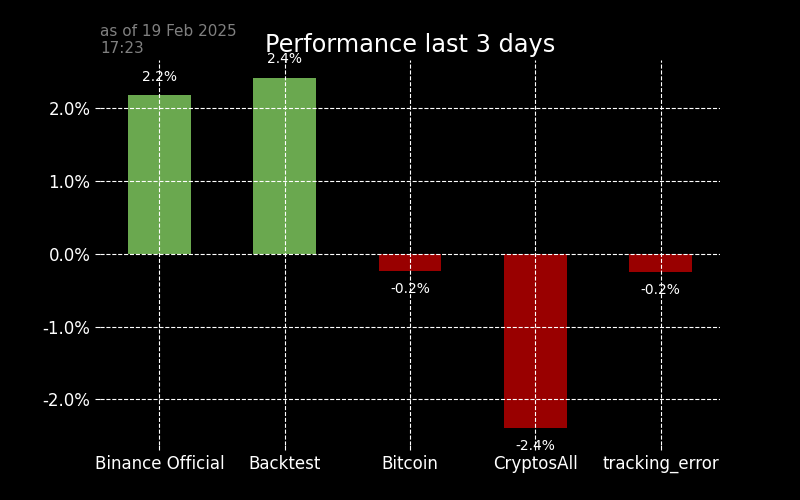 as of 19 Feb 2025
17:23
Performance last 3 days
2.2%
2.4%
-0.2%
-2.4%
-0.2%
2.0%
1.0%
0.0%
-1.0%
-2.0%
Binance Official
Backtest
Bitcoin
CryptosAll
tracking_error